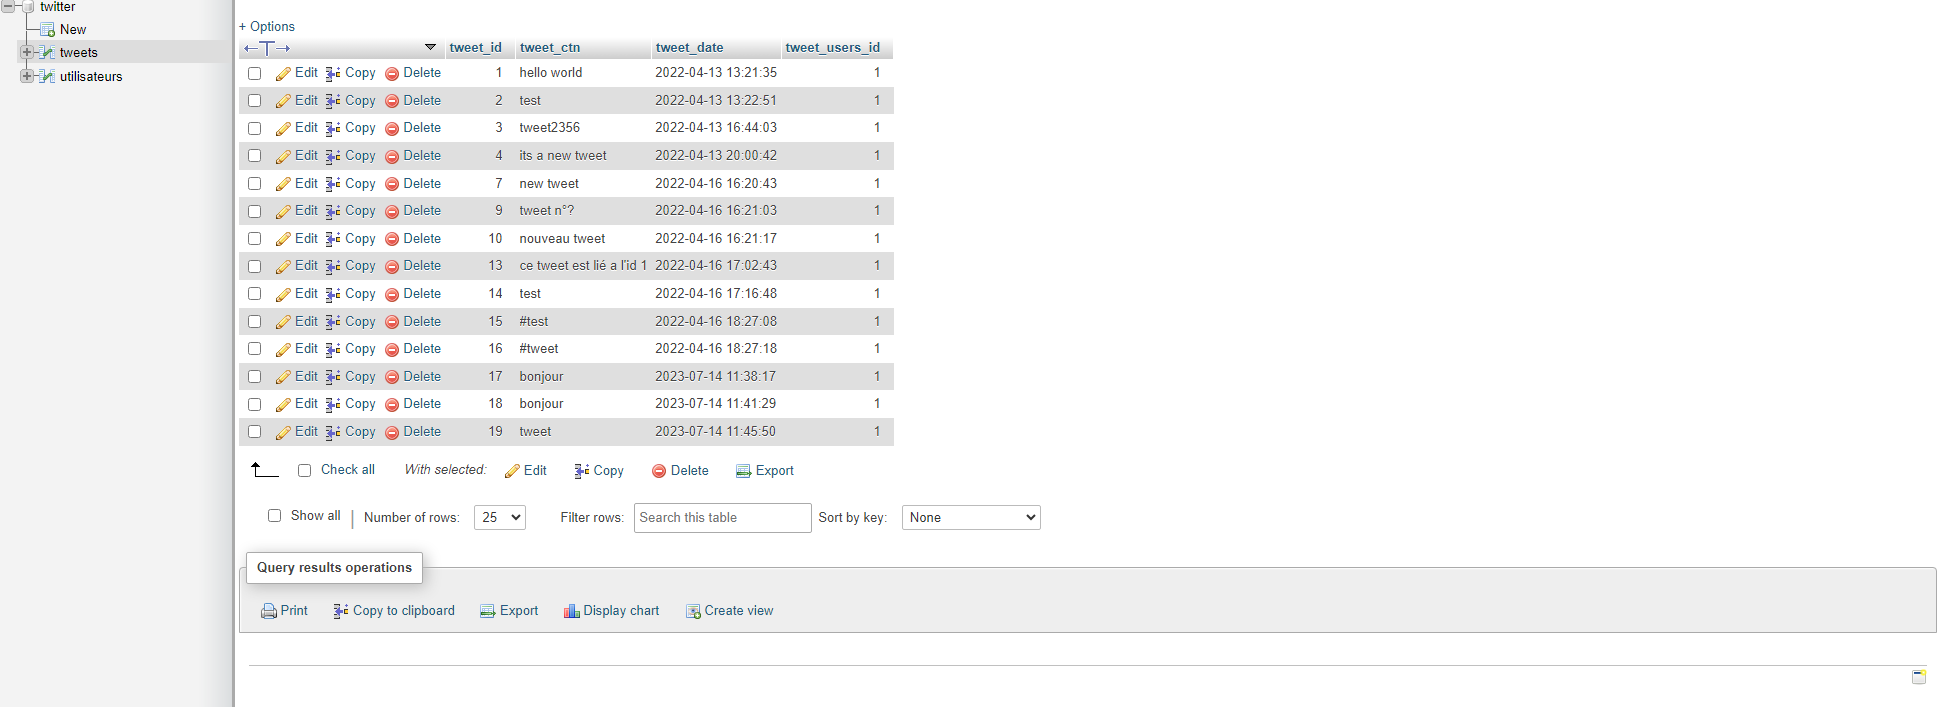 twitter
New
tweets
utilisateurs
+ Options
←T→ tweet_id tweet_ctn tweet_date tweet_users_id
Edit Copy Delete 1 hello world 2022-04-13 13:21:35 1
Edit Copy Delete 2 test 2022-04-13 13:22:51 1
Edit Copy Delete 3 tweet2356 2022-04-13 16:44:03 1
Edit Copy Delete 4 its a new tweet 2022-04-13 20:00:42 1
Edit Copy Delete 7 new tweet 2022-04-16 16:20:43 1
Edit Copy Delete 9 tweet n°? 2022-04-16 16:21:03 1
Edit Copy Delete 10 nouveau tweet 2022-04-16 16:21:17 1
Edit Copy Delete 13 ce tweet est lié a l'id 1 2022-04-16 17:02:43 1
Edit Copy Delete 14 test 2022-04-16 17:16:48 1
Edit Copy Delete 15 #test 2022-04-16 18:27:08 1
Edit Copy Delete 16 #tweet 2022-04-16 18:27:18 1
Edit Copy Delete 17 bonjour 2023-07-14 11:38:17 1
Edit Copy Delete 18 bonjour 2023-07-14 11:41:29 1
Edit Copy Delete 19 tweet 2023-07-14 11:45:50 1
Check all With selected: Edit Copy Delete Export
Show all | Number of rows: 25 Filter rows: Search this table Sort by key: None
Query results operations
Print Copy to clipboard Export Display chart Create view